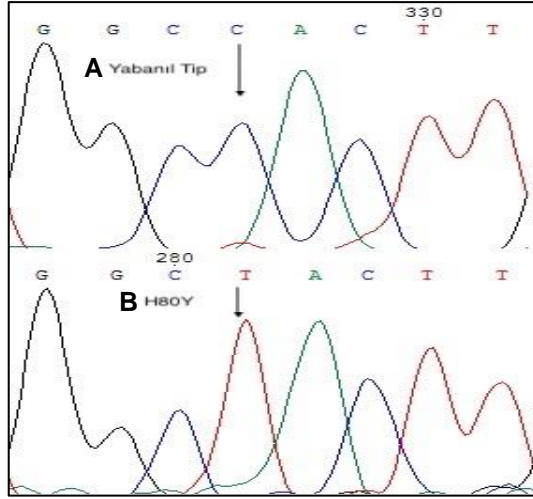 330
G G C C A C T T
A Yabanıl Tip
280
G G C T A C T T
B H80Y